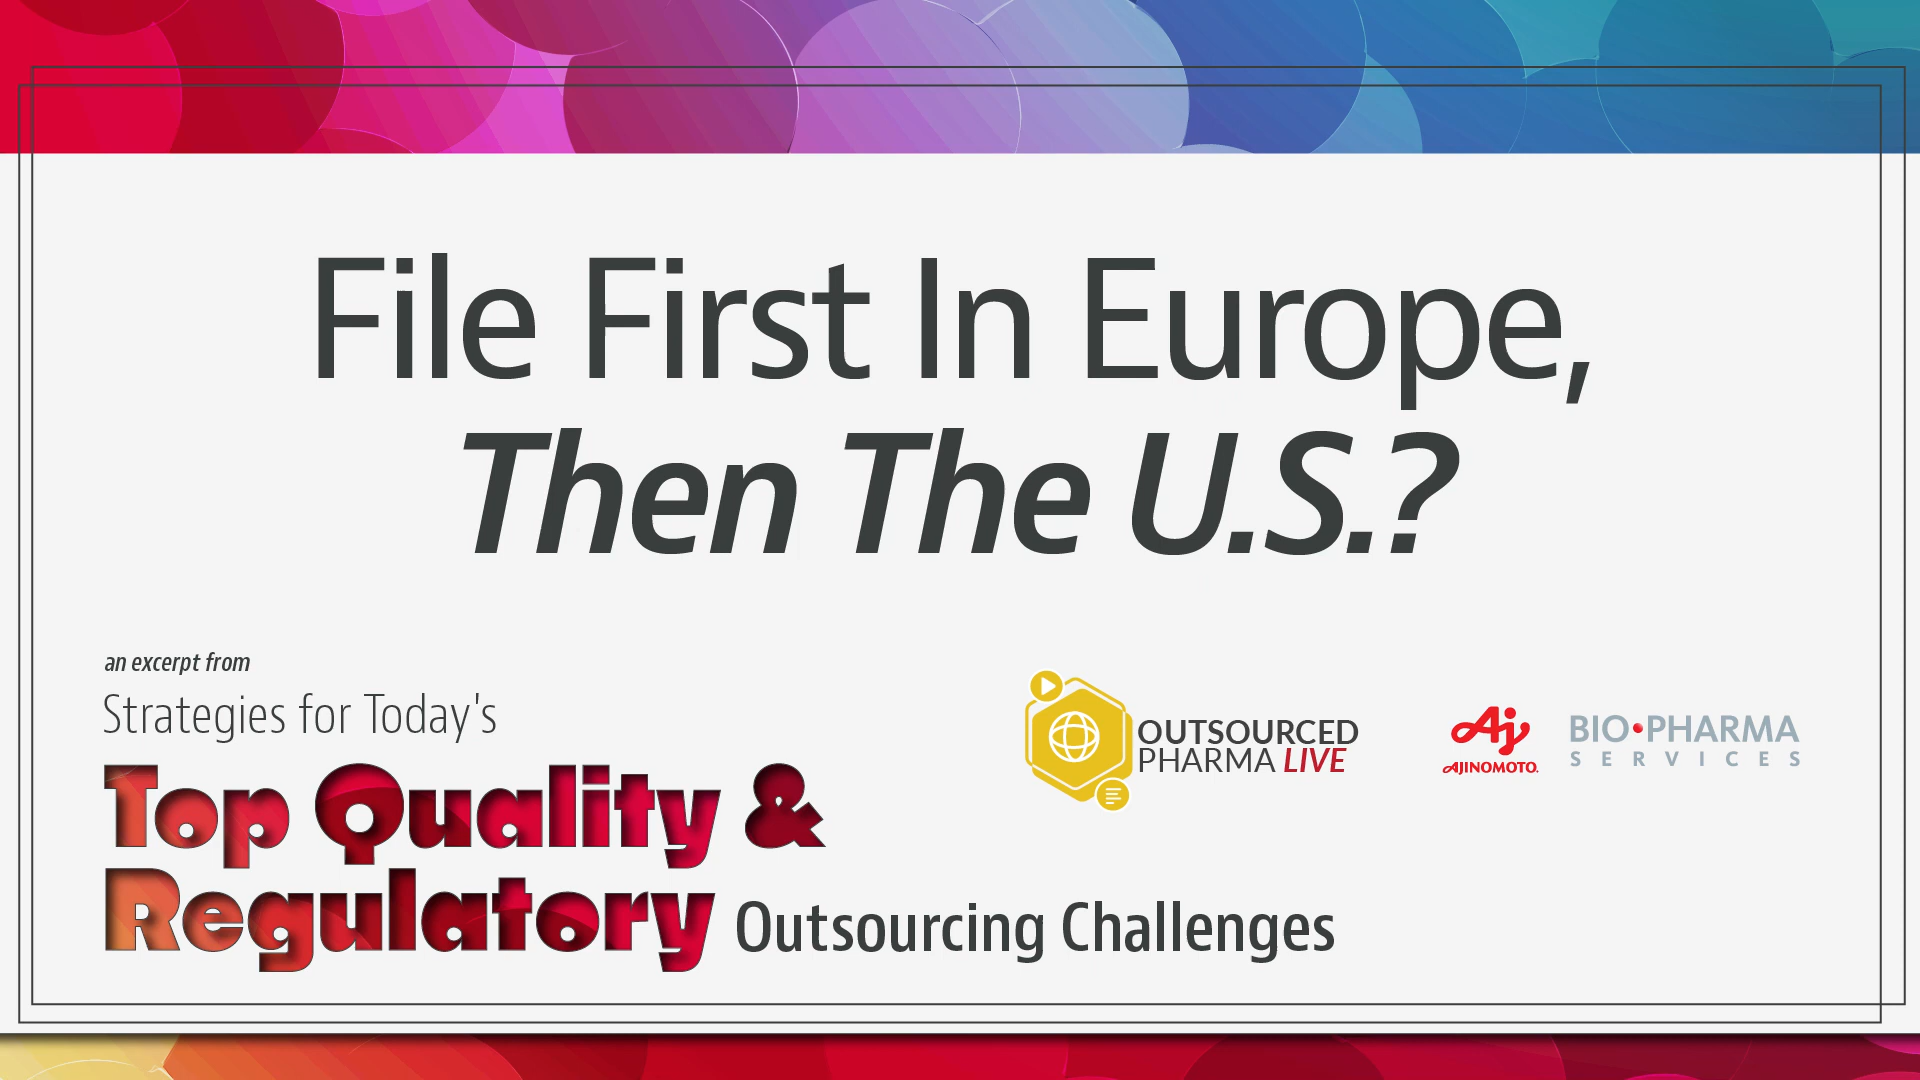 File First In Europe,
Then The U.S.?
an excerpt from
Strategies for Today's
Top Quality &
Regulatory Outsourcing Challenges
OUTSOURCED
PHARMA LIVE
AJINOMOTO.
BIO•PHARMA
SERVICES